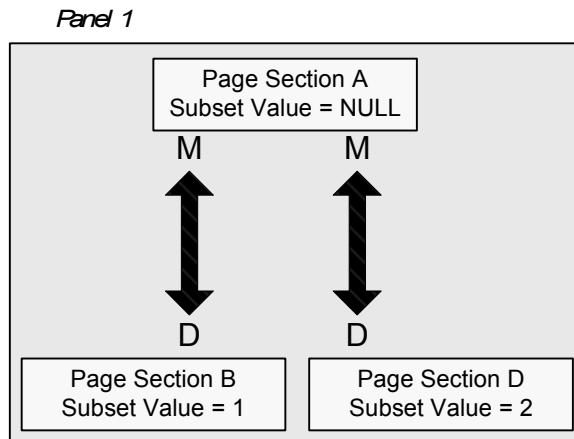 Panel 1
Page Section A
Subset Value = NULL
M M
D D
Page Section B
Subset Value = 1
Page Section D
Subset Value = 2